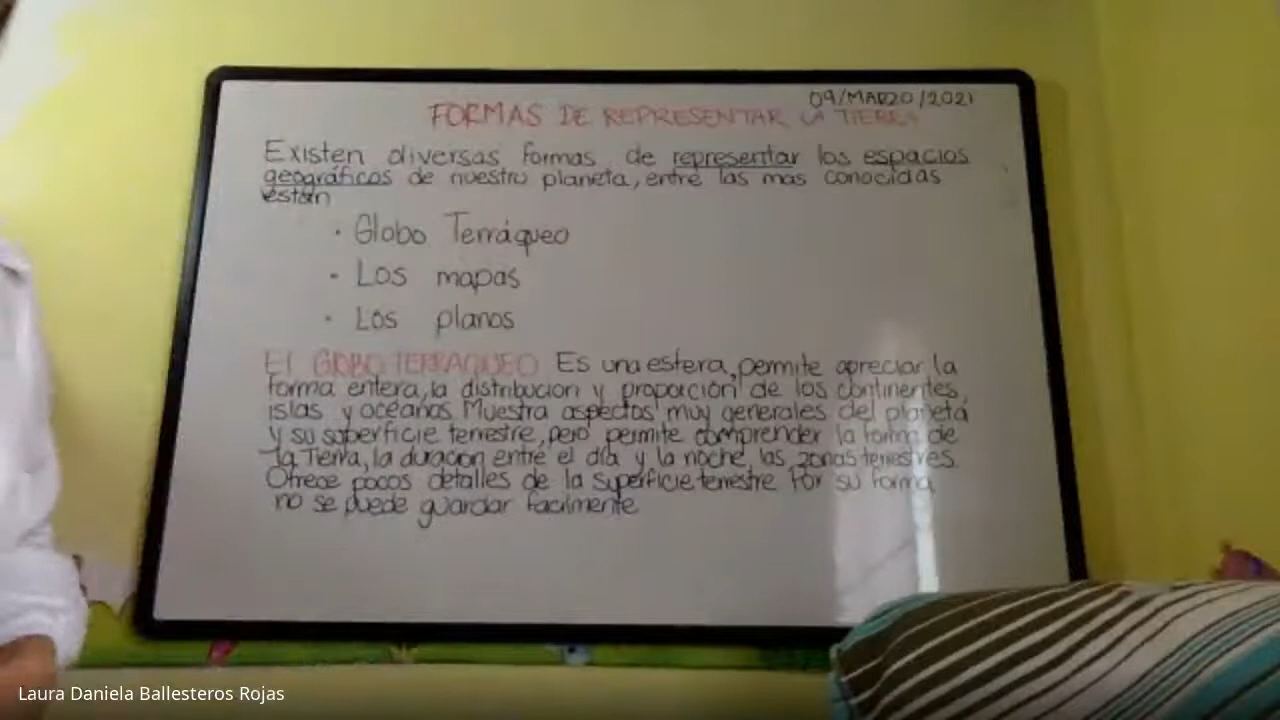 09/MARZO/2021
FORMAS DE REPRESENTAR LA TIERRA
Existen diversas formas de representar los espacios
geográficos de nuestro planeta, entre las mas conocidas
están
· Globo Terráqueo
· Los mapas
· Los planos
El GLOBO TERRAQUEO Es una esfera, permite apreciar la
forma entera, la distribucion y proporción de los continentes,
islas y oceanos. Muestra aspectos muy generales del planeta
y su superficie terrestre, pero permite comprender la forma de
la Tierra, la duracion entre el día y la noche, las zonas terrestres.
Ofrece pocos detalles de la superficie terrestre Por su forma
no se puede guardar facilmente
Laura Daniela Ballesteros Rojas